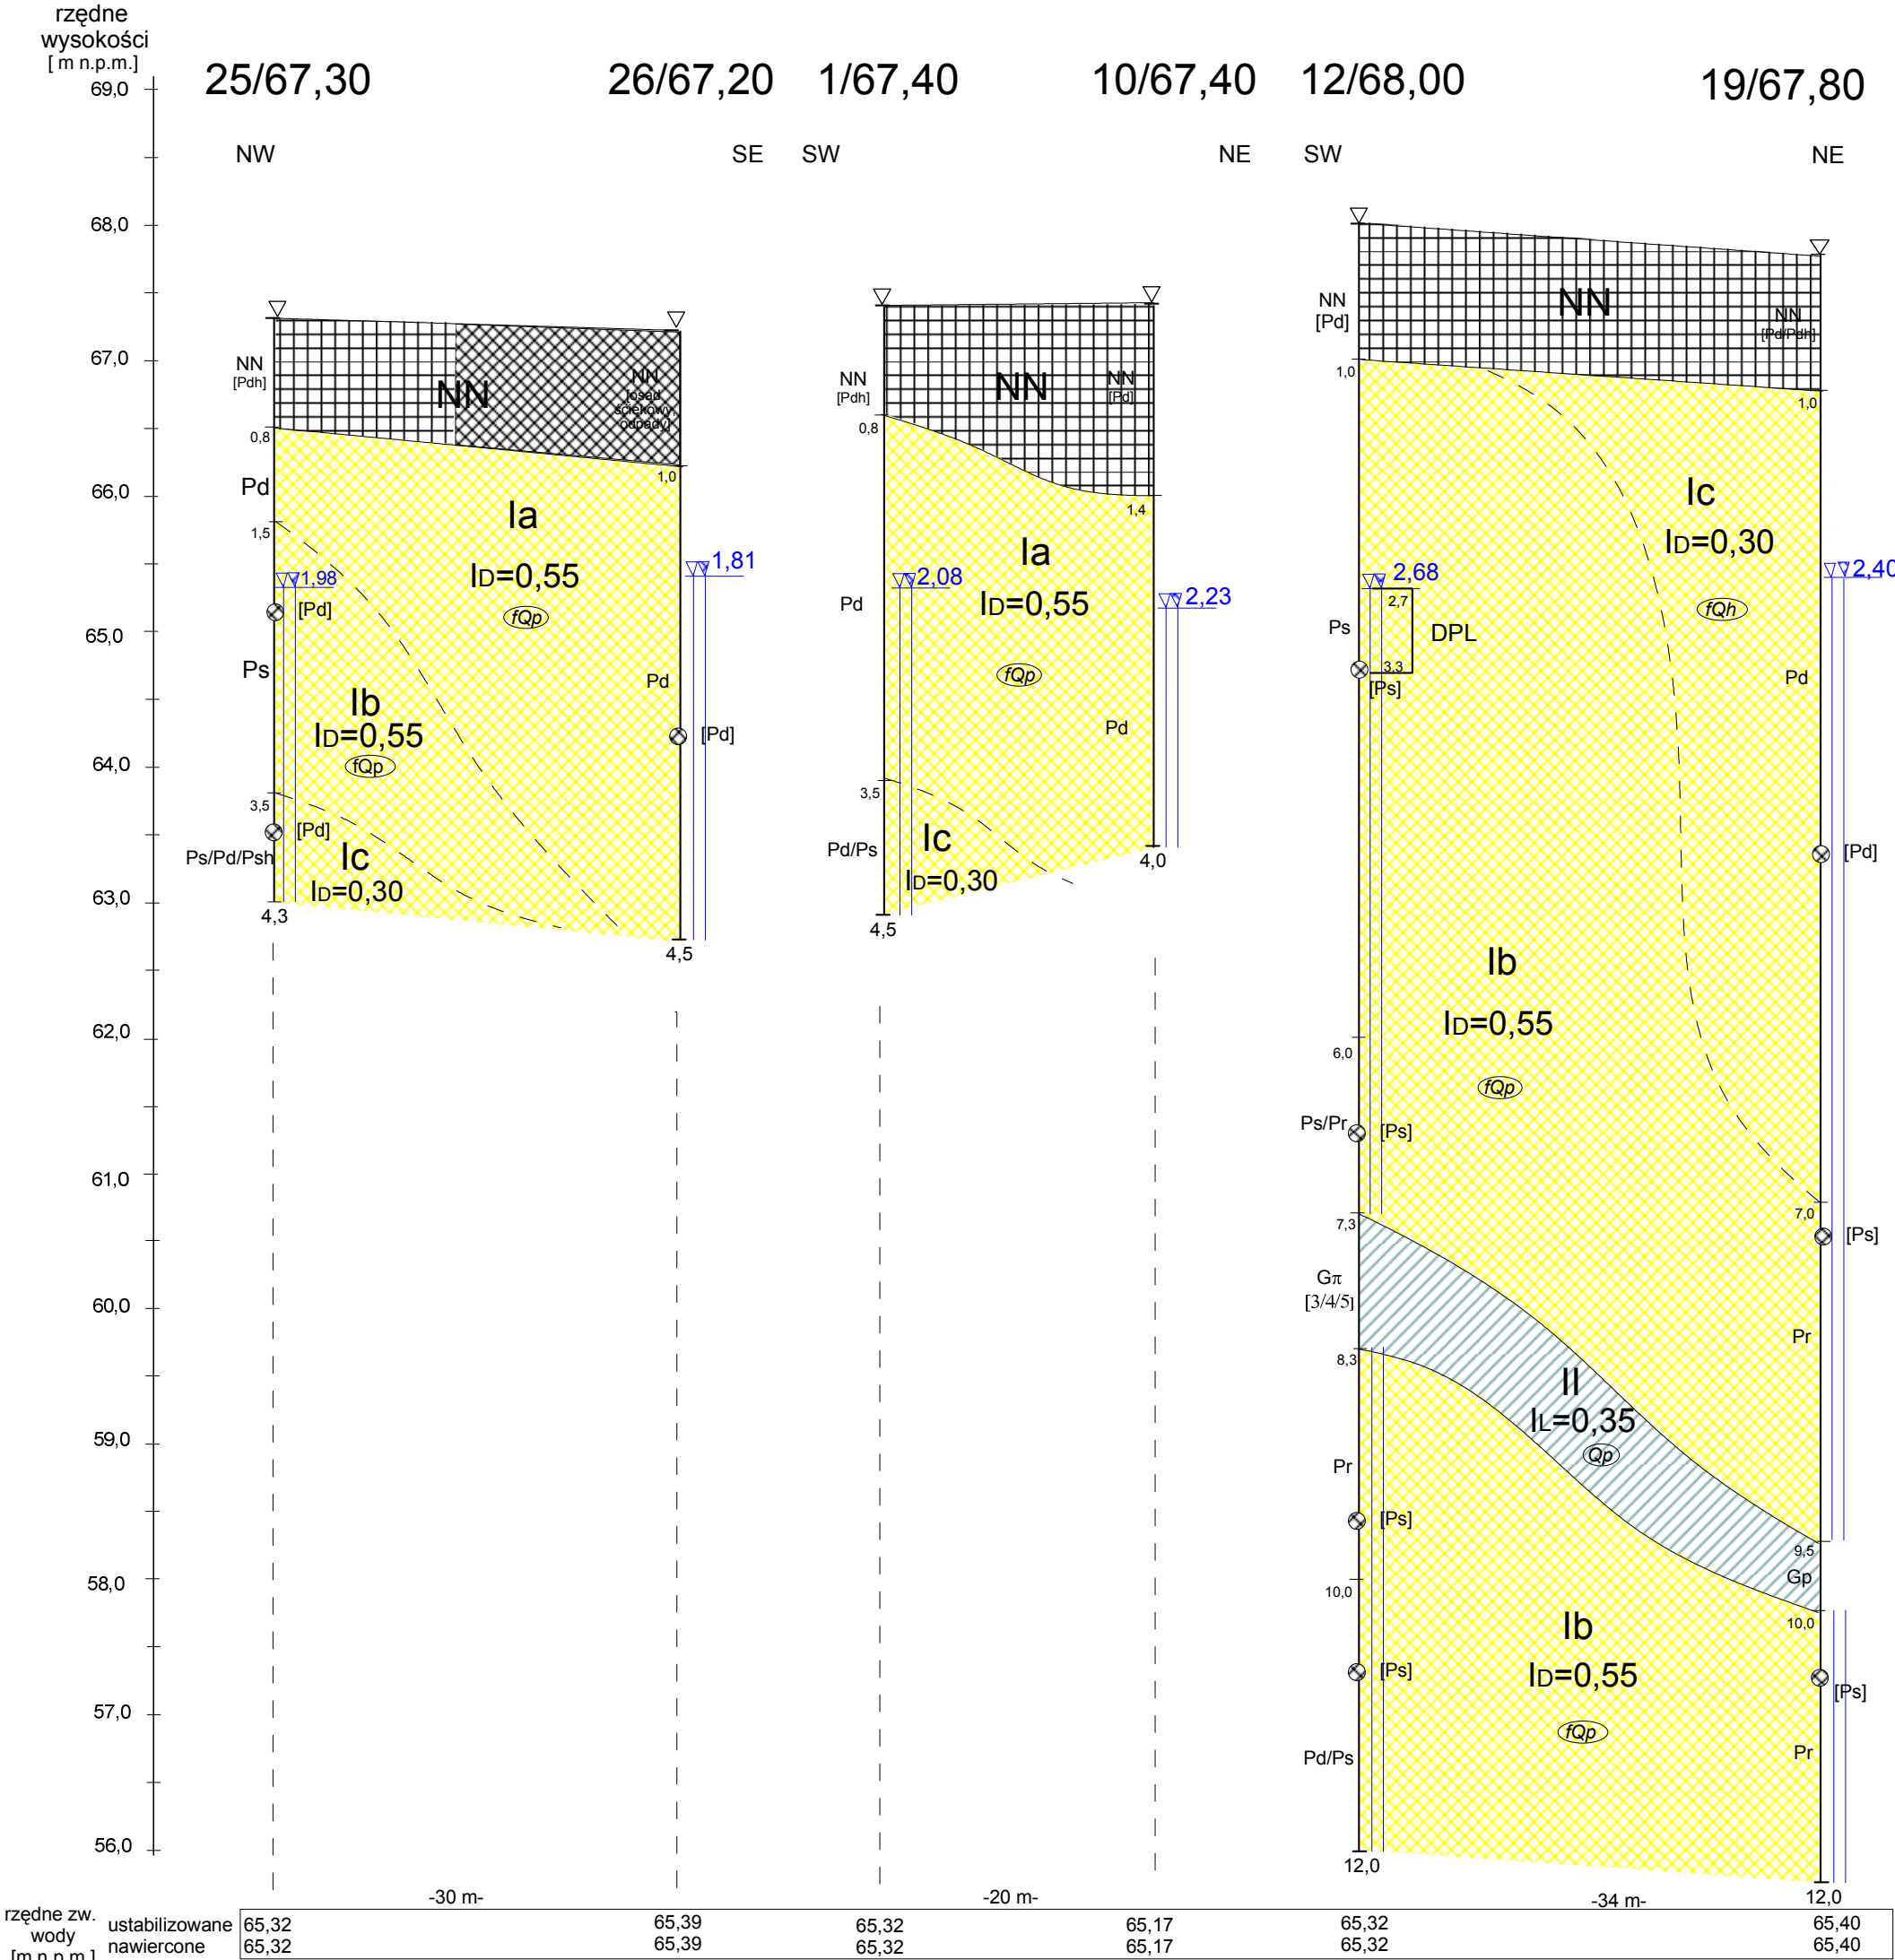 rzędne
wysokości
[ m n.p.m.]
25/67,30
26/67,20
1/67,40
10/67,40
12/68,00
19/67,80
NW
SE
SW
NE
SW
NE
69,0
68,0
67,0
66,0
65,0
64,0
63,0
62,0
61,0
60,0
59,0
58,0
57,0
56,0
NN
[Pdh]
0,8
Pd
1,5
1,98
[Pd]
Ps
3,5
[Pd]
Ps/Pd/Psh
4,3
NN
NN
[osad
ściekowy,
odpady]
1,0
Ia
ID=0,55
fQp
Ib
ID=0,55
fQp
Ic
ID=0,30
1,81
Pd
[Pd]
4,5
NN
[Pdh]
0,8
NN
NN
[Pd]
1,4
Pd
2,08
Ia
ID=0,55
fQp
2,23
Pd
3,5
Pd/Ps
Ic
ID=0,30
4,0
4,5
NN
[Pd]
1,0
NN
NN
[Pd/Pdh]
1,0
Ic
ID=0,30
fQh
2,68
2,7
DPL
3,3
Ps
[Ps]
2,40
Pd
[Pd]
Ib
ID=0,55
fQp
6,0
Ps/Pr
[Ps]
7,3
7,0
[Ps]
Gπ
[3/4/5]
8,3
Pr
II
IL=0,35
Qp
Pr
[Ps]
9,5
Gp
10,0
10,0
Ib
ID=0,55
fQp
[Ps]
[Ps]
Pd/Ps
Pr
12,0
12,0
-30 m-
-20 m-
-34 m-
rzędne zw.
wody
[m n.p.m.]
ustabilizowane 65,32 65,39 65,32 65,17 65,32 65,40
nawiercone 65,32 65,39 65,32 65,17 65,32 65,40